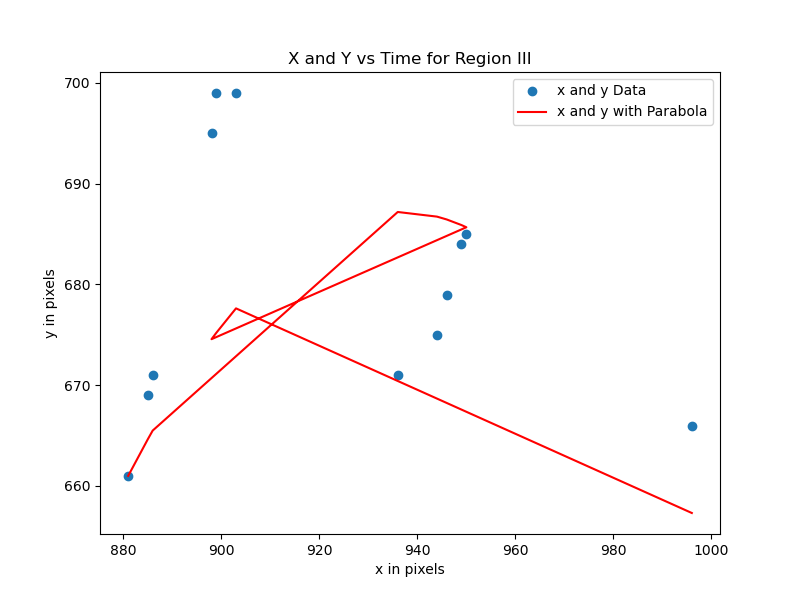 X and Y vs Time for Region III
x and y Data
x and y with Parabola
700
690
680
670
660
y in pixels
880 900 920 940 960 980 1000
x in pixels